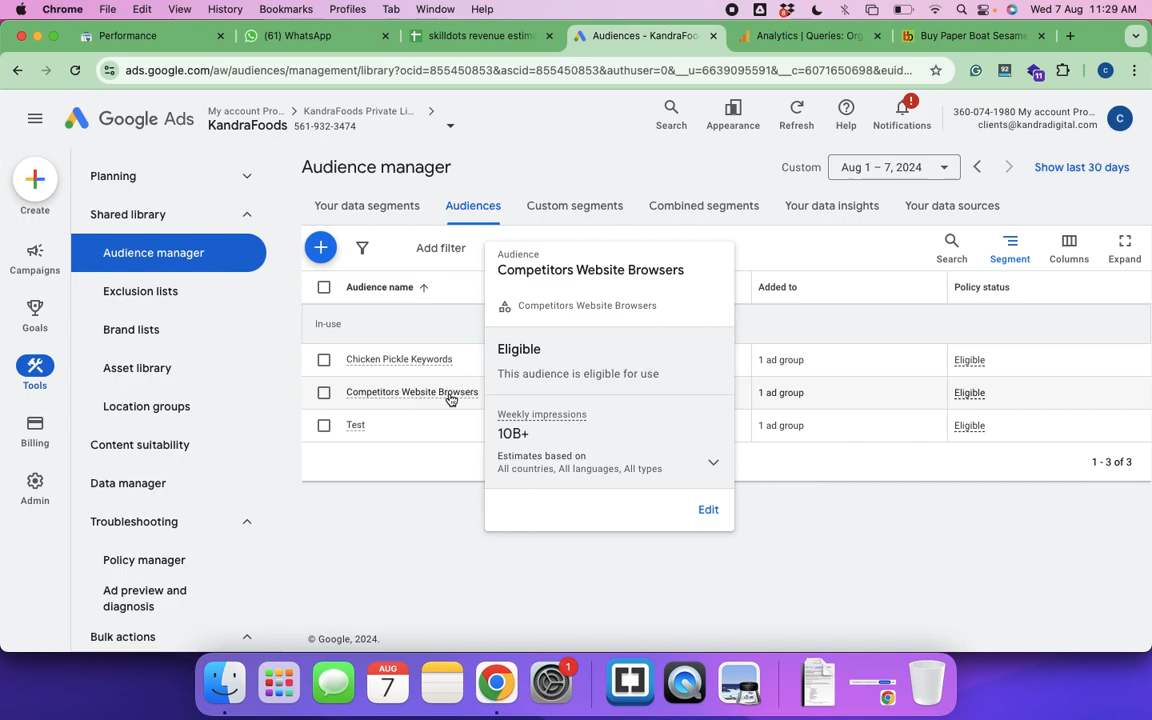 Chrome File Edit View History Bookmarks Profiles Tab Window Help Wed 7 Aug 11:29 AM
Performance (61) WhatsApp skilldots revenue estim Audiences - KandraFoo Analytics | Queries: Org Buy Paper Boat Sesame
ads.google.com/aw/audiences/management/library?ocid=855450853&ascid=855450853&authuser=0&__u=6639095591&__c=6071650698&euid... 92 11 C
Google Ads
My account Pro... KandraFoods Private Li...
KandraFoods 561-932-3474
Search Appearance Refresh Help Notifications !
360-074-1980 My account Pro...
clients@kandradigital.com C
Create
Campaigns
Goals
Tools
Billing
Admin
Planning
Shared library
Audience manager
Exclusion lists
Brand lists
Asset library
Location groups
Content suitability
Data manager
Troubleshooting
Policy manager
Ad preview and
diagnosis
Bulk actions
Audience manager
Custom Aug 1 – 7, 2024 Show last 30 days
Your data segments Audiences Custom segments Combined segments Your data insights Your data sources
Add filter Search Segment Columns Expand
Audience name Added to Policy status
In-use
Chicken Pickle Keywords 1 ad group Eligible
Competitors Website Browsers 1 ad group Eligible
Test 1 ad group Eligible
1 - 3 of 3
Audience
Competitors Website Browsers
Competitors Website Browsers
Eligible
This audience is eligible for use
Weekly impressions
10B+
Estimates based on
All countries, All languages, All types
Edit
© Google, 2024.
AUG
7
1